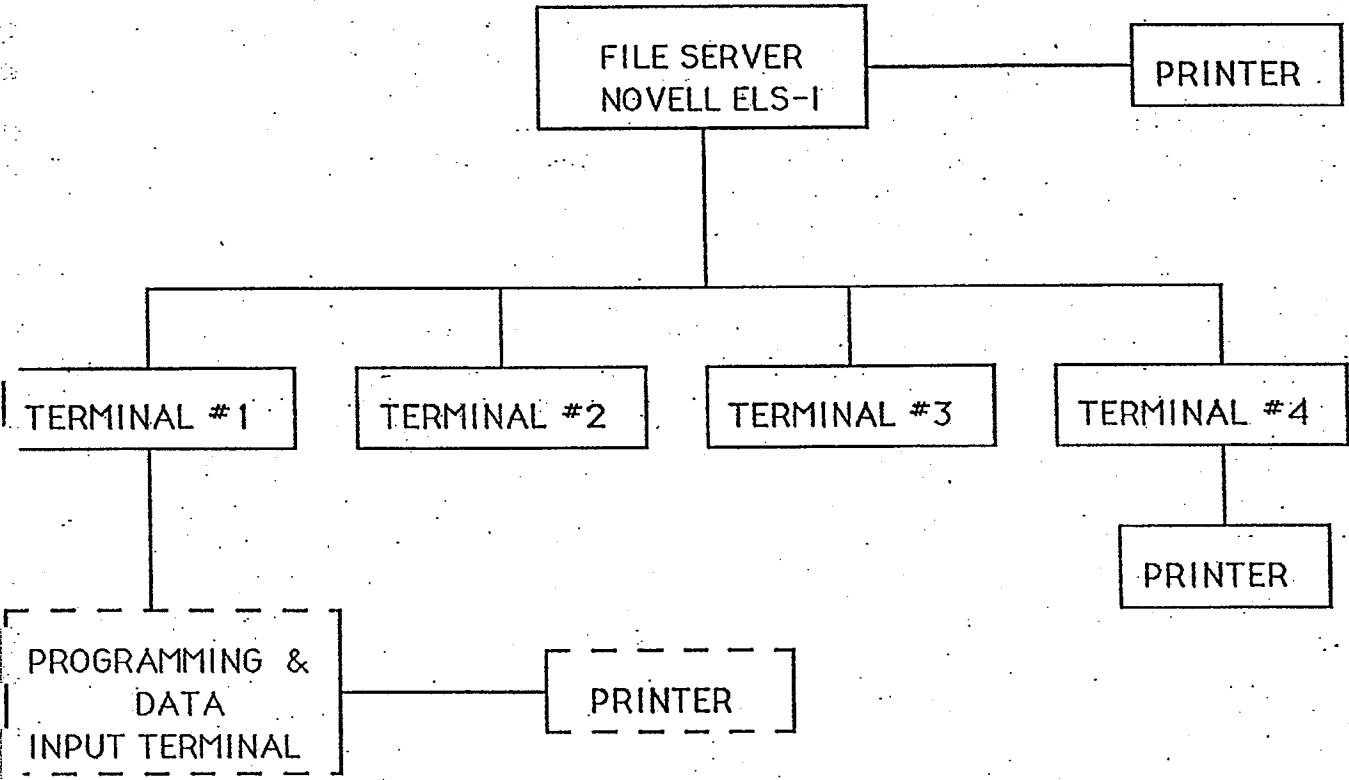 FILE SERVER
NOVELL ELS-I
PRINTER
TERMINAL #1
TERMINAL #2
TERMINAL #3
TERMINAL #4
PRINTER
PROGRAMMING &
DATA
INPUT TERMINAL
PRINTER